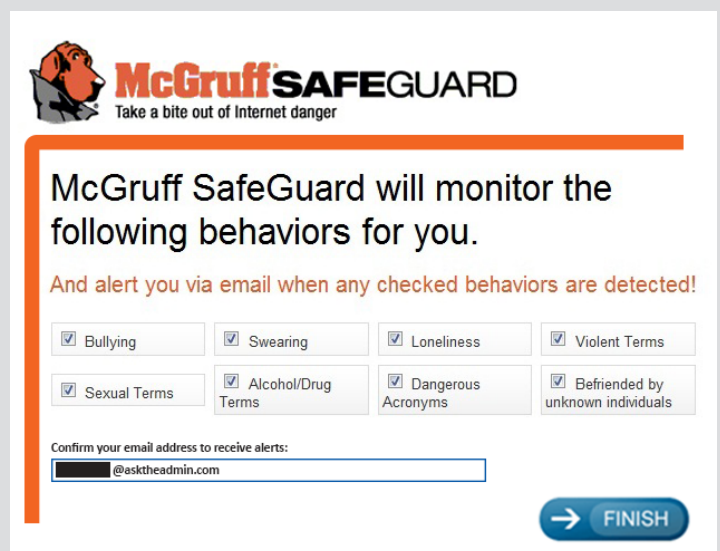 McGruff SAFEGUARD
Take a bite out of Internet danger
McGruff SafeGuard will monitor the
following behaviors for you.
And alert you via email when any checked behaviors are detected!
Bullying
Swearing
Loneliness
Violent Terms
Sexual Terms
Alcohol/Drug
Terms
Dangerous
Acronyms
Befriended by
unknown individuals
Confirm your email address to receive alerts:
@asktheadmin.com
FINISH